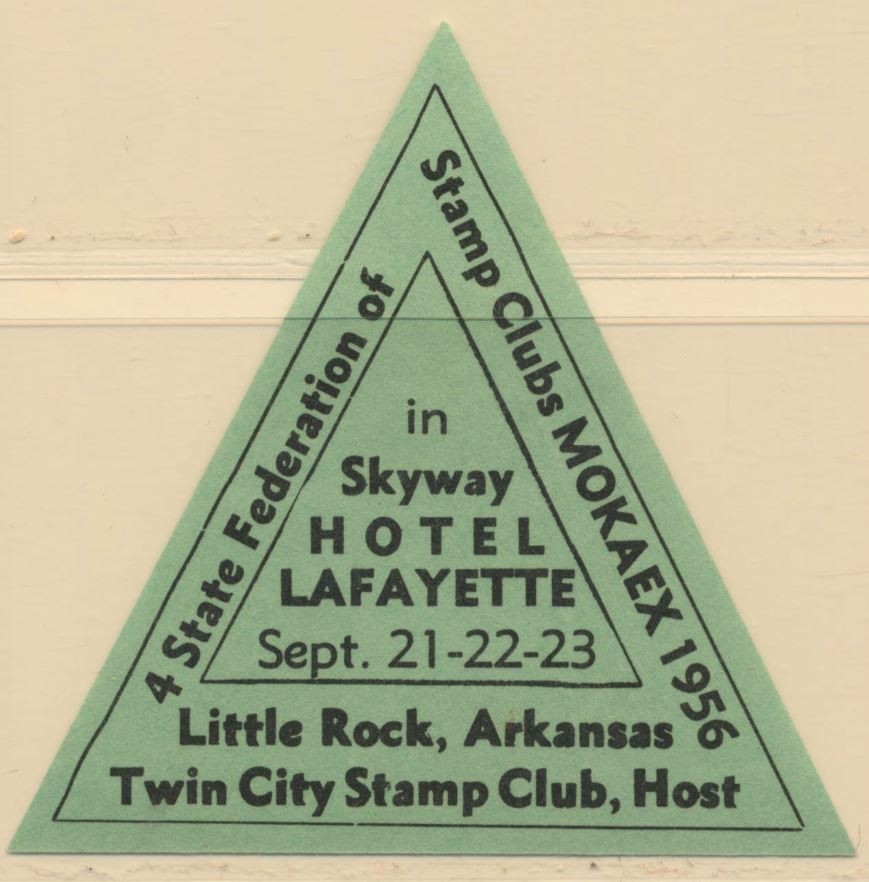 4 State Federation of
Stamp Clubs MOKAEX 1956
in
Skyway
HOTEL
LAFAYETTE
Sept. 21-22-23
Little Rock, Arkansas
Twin City Stamp Club, Host